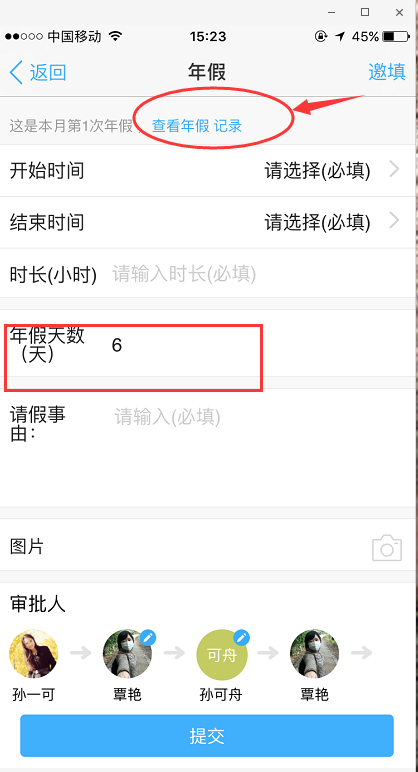 中国移动 15:23 45%
返回 年假 邀填
这是本月第1次年假, 查看年假 记录
开始时间 请选择(必填)
结束时间 请选择(必填)
时长(小时) 请输入时长(必填)
年假天数
(天) 6
请假事
由: 请输入(必填)
图片
审批人
可舟
孙一可 覃艳 孙可舟 覃艳
提交